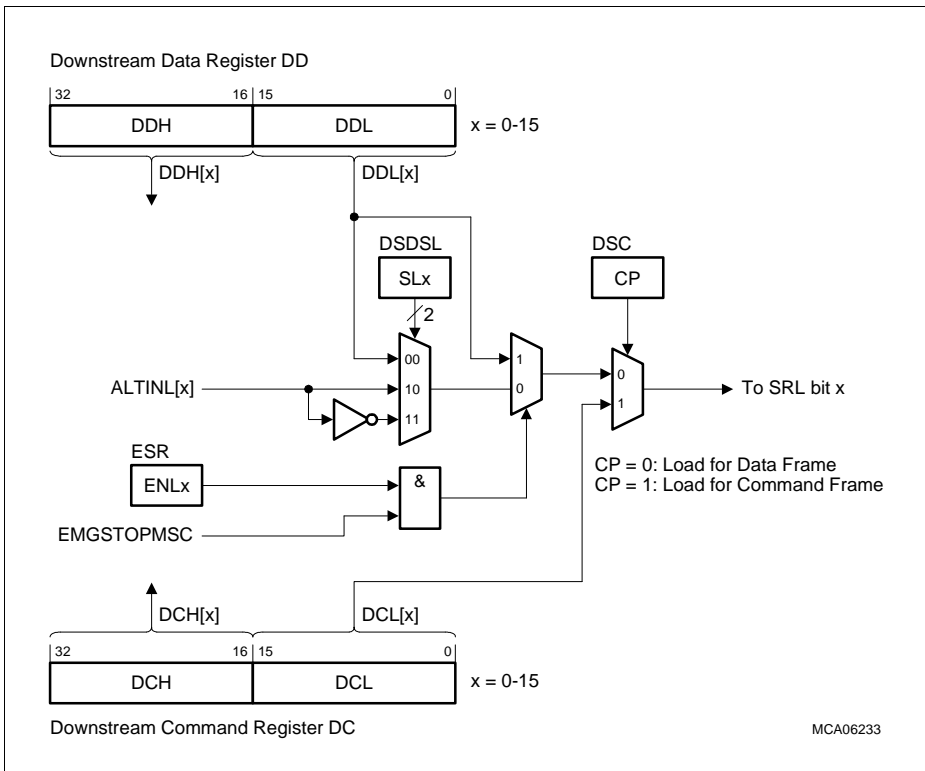 Downstream Data Register DD
32 16 15 0
DDH DDL x = 0-15
DDH[x] DDL[x]
DSDSL DSC
SLx CP
2
00 1 0
ALTINL[x] 10 0 To SRL bit x
11 1
ESR
ENLx & CP = 0: Load for Data Frame
CP = 1: Load for Command Frame
EMGSTOPMSC
DCH[x] DCL[x]
32 16 15 0
DCH DCL x = 0-15
Downstream Command Register DC MCA06233